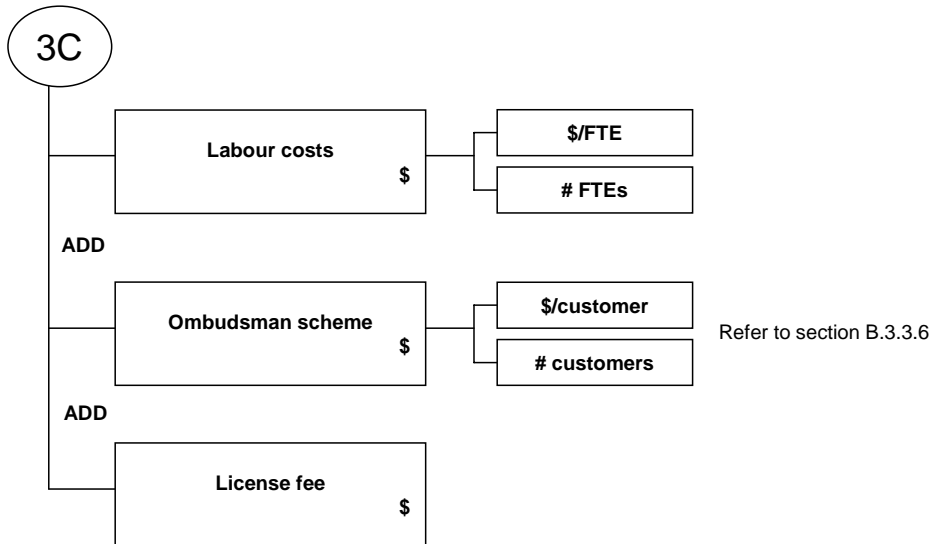 3C
Labour costs
$
$/FTE
# FTEs
ADD
Ombudsman scheme
$
$/customer
# customers
Refer to section B.3.3.6
ADD
License fee
$